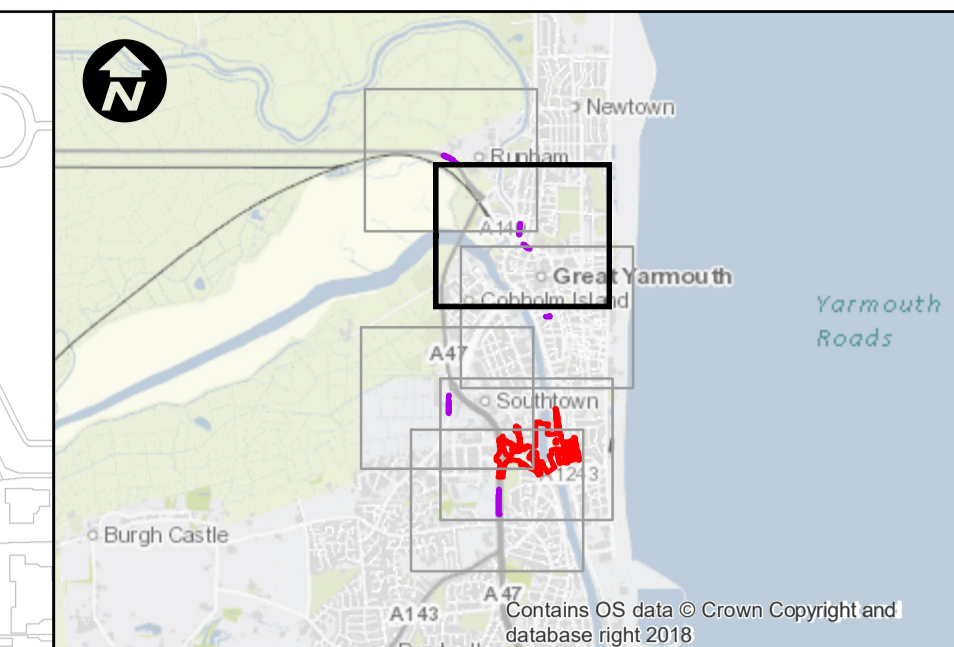 N
Newtown
Runham
A14
Great Yarmouth
Cobholm Island
Yarmouth
Roads
A47
Southtown
A1243
Burgh Castle
A47
A143
Contains OS data © Crown Copyright and
database right 2018